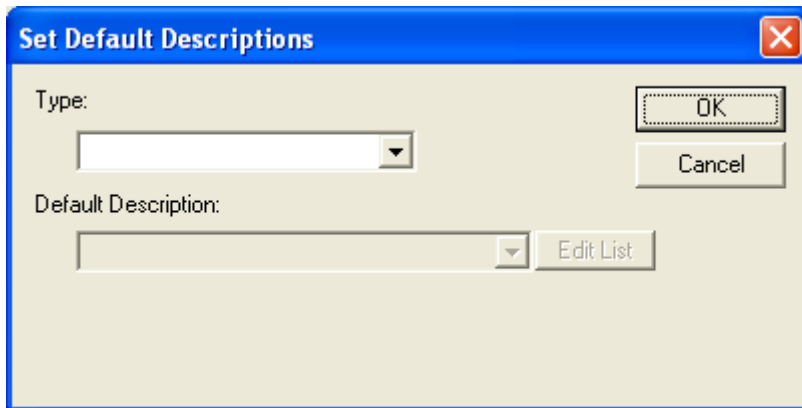 Set Default Descriptions
Type:
OK
Cancel
Default Description:
Edit List